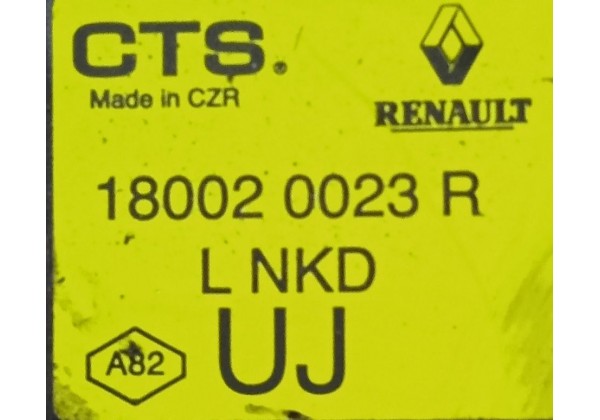 CTS.
Made in CZR
RENAULT
18002 0023 R
L NKD
UJ
A82